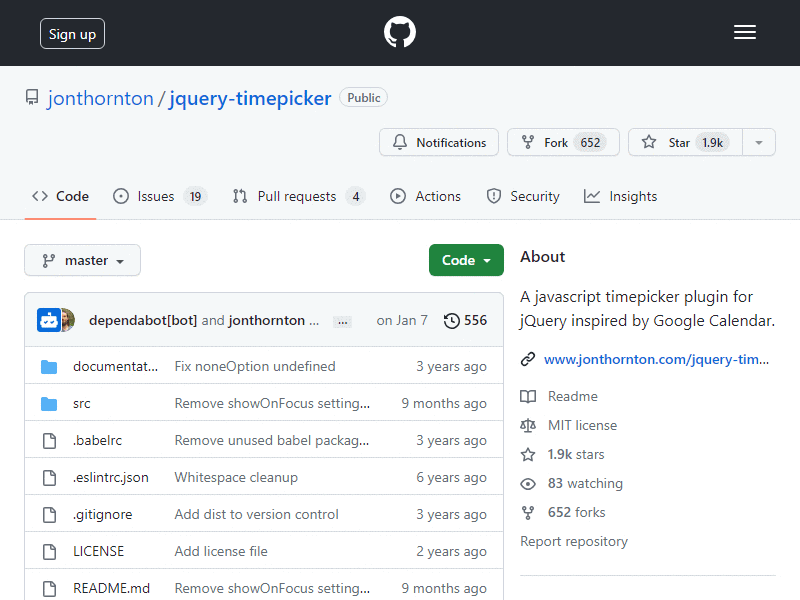 Sign up
jonthornton / jquery-timepicker Public
Notifications Fork 652 Star 1.9k
Code Issues 19 Pull requests 4 Actions Security Insights
master Code
dependabot[bot] and jonthornton ... ... on Jan 7 556
documentat... Fix noneOption undefined 3 years ago
src Remove showOnFocus setting... 9 months ago
.babelrc Remove unused babel packag... 3 years ago
.eslintrc.json Whitespace cleanup 6 years ago
.gitignore Add dist to version control 3 years ago
LICENSE Add license file 2 years ago
README.md Remove showOnFocus setting... 9 months ago
About
A javascript timepicker plugin for
jQuery inspired by Google Calendar.
www.jonthornton.com/jquery-tim...
Readme
MIT license
1.9k stars
83 watching
652 forks
Report repository